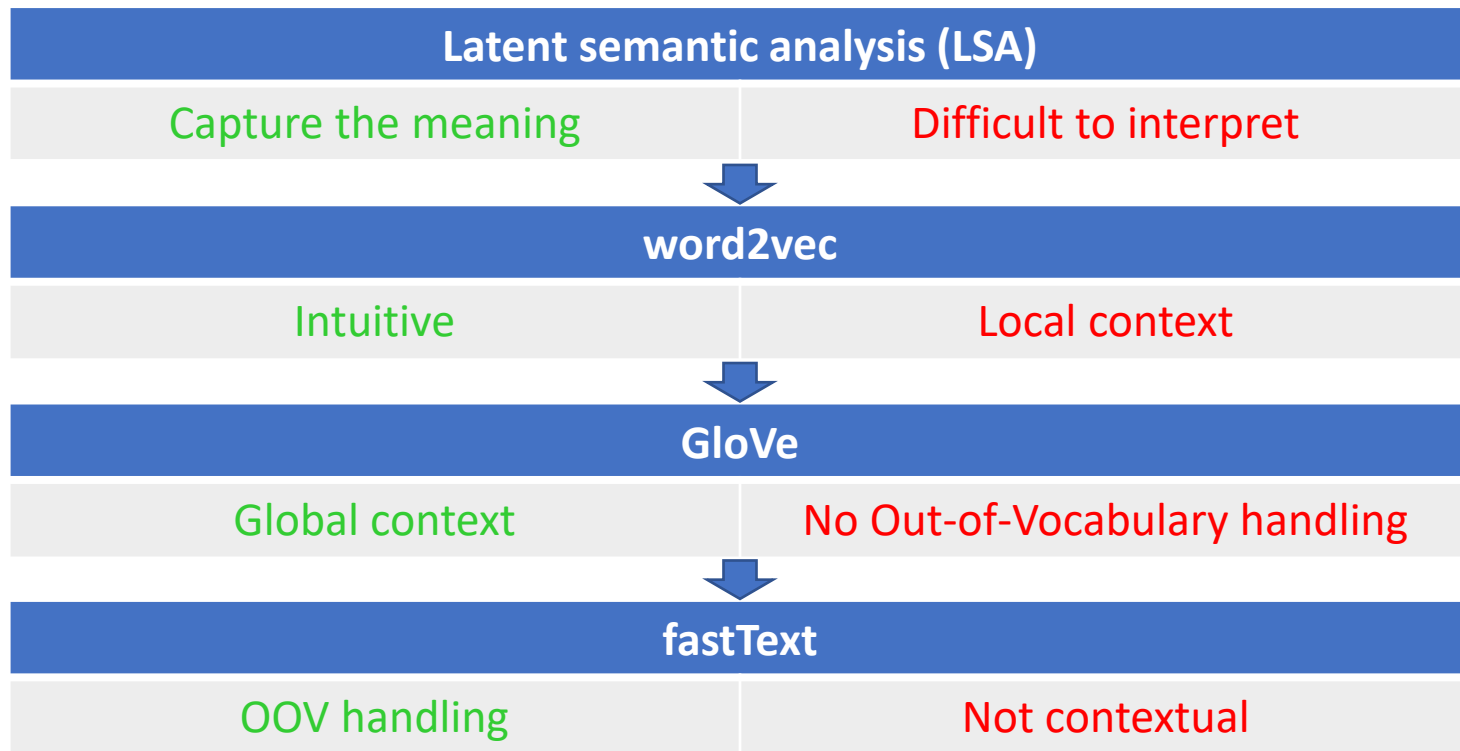 Latent semantic analysis (LSA)
Capture the meaning
Difficult to interpret
word2vec
Intuitive
Local context
GloVe
Global context
No Out-of-Vocabulary handling
fastText
OOV handling
Not contextual